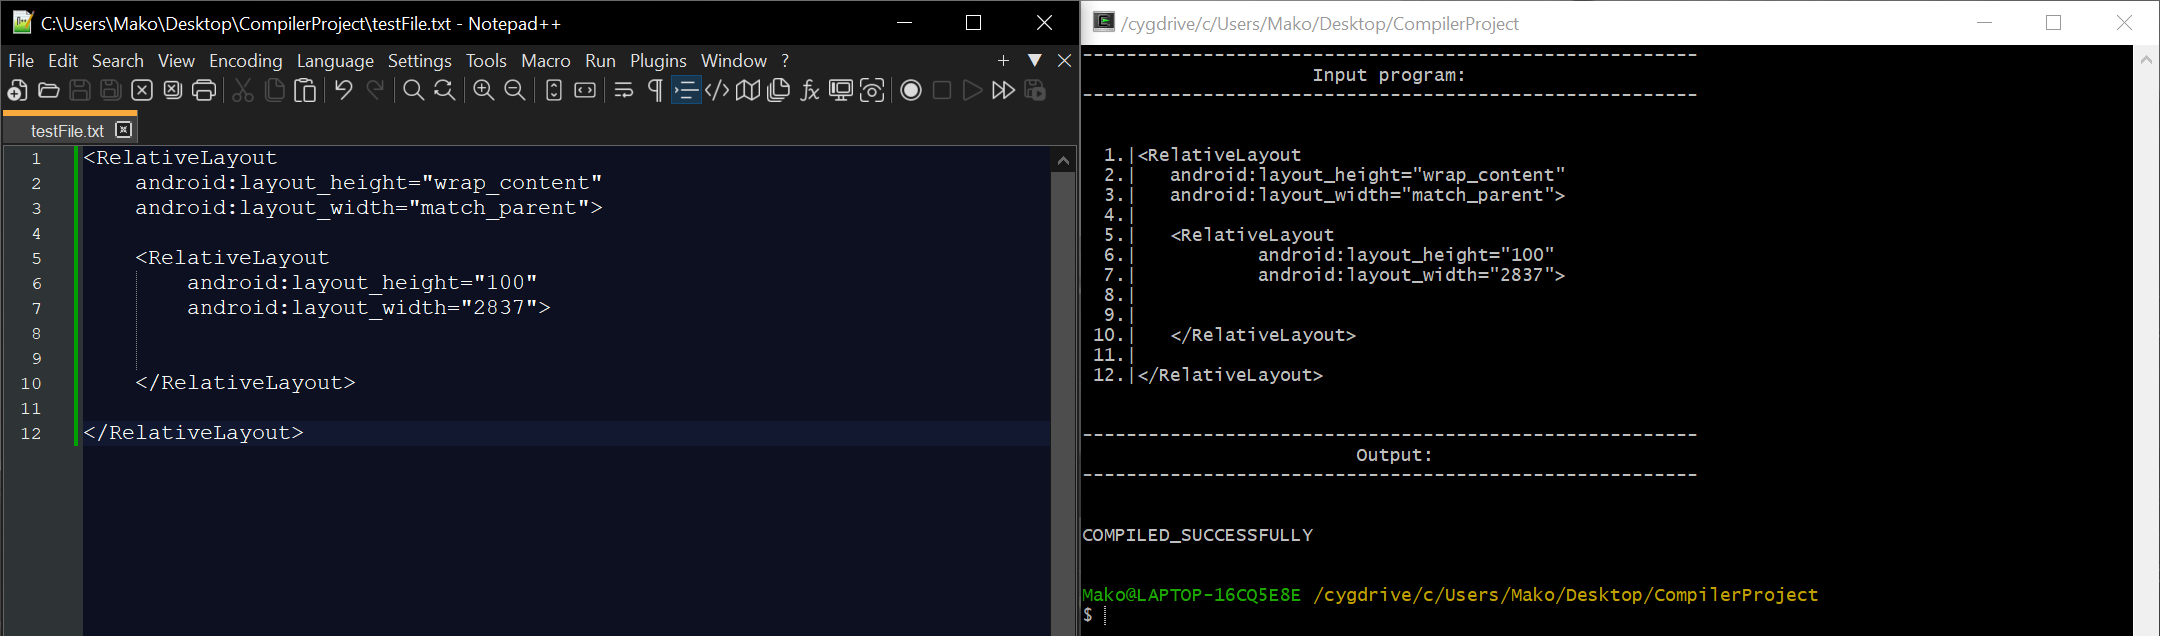 C:\Users\Mako\Desktop\CompilerProject\testFile.txt - Notepad++
File Edit Search View Encoding Language Settings Tools Macro Run Plugins Window ?
testFile.txt
1 <RelativeLayout
2     android:layout_height="wrap_content"
3     android:layout_width="match_parent">
4
5     <RelativeLayout
6         android:layout_height="100"
7         android:layout_width="2837">
8
9
10     </RelativeLayout>
11
12 </RelativeLayout>
/cygdrive/c/Users/Mako/Desktop/CompilerProject
--------------------------------------------------------
Input program:
--------------------------------------------------------
1.|<RelativeLayout
2.|   android:layout_height="wrap_content"
3.|   android:layout_width="match_parent">
4.|
5.|   <RelativeLayout
6.|           android:layout_height="100"
7.|           android:layout_width="2837">
8.|
9.|
10.|   </RelativeLayout>
11.|
12.|</RelativeLayout>
--------------------------------------------------------
Output:
--------------------------------------------------------
COMPILED_SUCCESSFULLY
Mako@LAPTOP-16CQ5E8E /cygdrive/c/Users/Mako/Desktop/CompilerProject
$